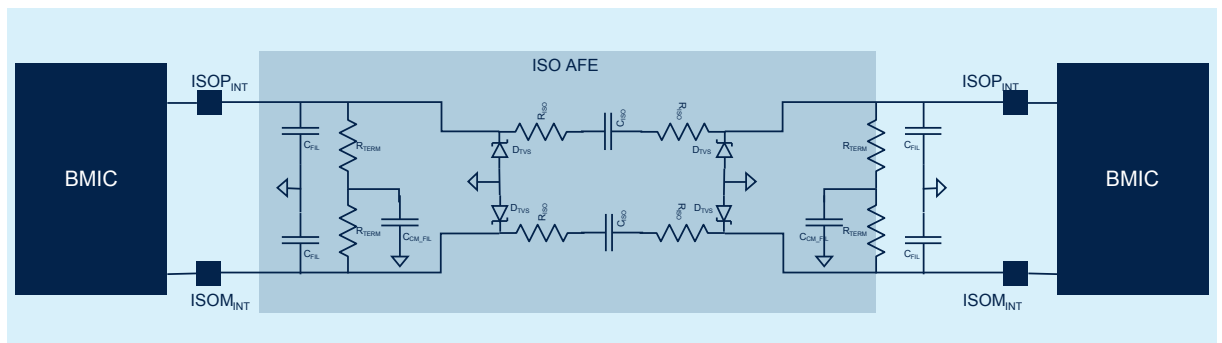 ISO AFE
ISOPINT
ISOPINT
RISO
CISO
RISO
CFIL
RTERM
DTVS
DTVS
RTERM
CFIL
BMIC
BMIC
DTVS
RISO
CISO
RISO
DTVS
CFIL
RTERM
CCM_FIL
CCM_FIL
RTERM
CFIL
ISOMINT
ISOMINT